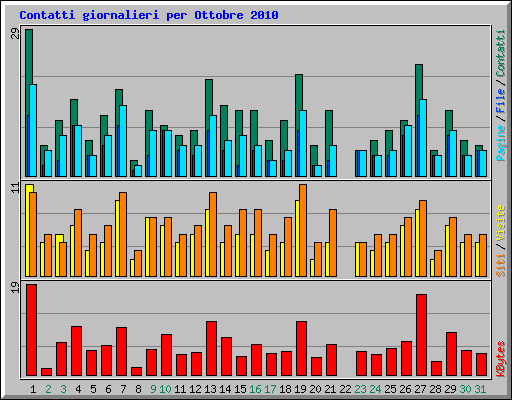 Contatti giornalieri per Ottobre 2010
29
11
19
Pagine / File / Contatti
Siti / Visite
KBytes
1 2 3 4 5 6 7 8 9 10 11 12 13 14 15 16 17 18 19 20 21 22 23 24 25 26 27 28 29 30 31